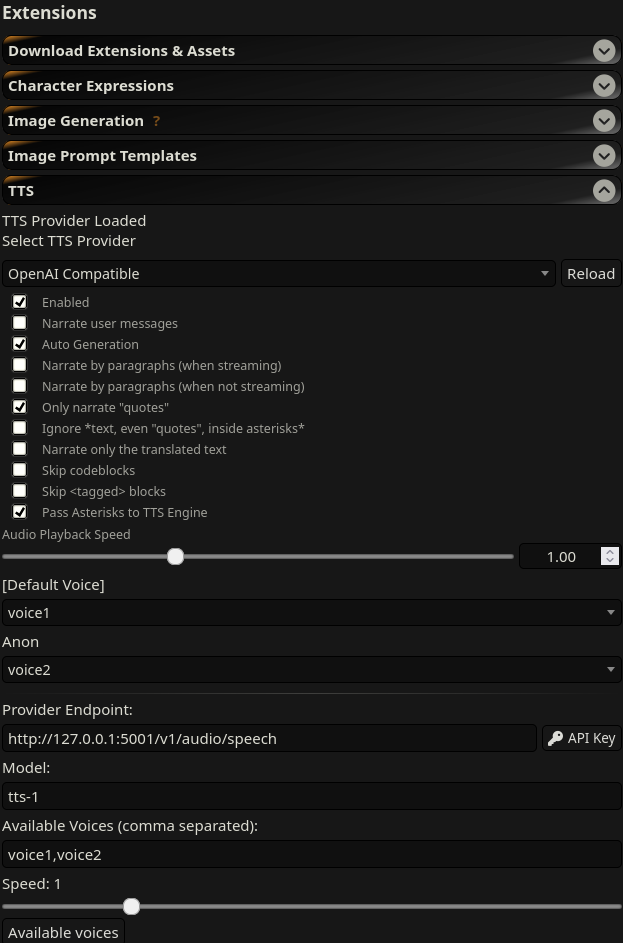 Extensions
Download Extensions & Assets
Character Expressions
Image Generation ?
Image Prompt Templates
TTS
TTS Provider Loaded
Select TTS Provider
OpenAI Compatible Reload
Enabled
Narrate user messages
Auto Generation
Narrate by paragraphs (when streaming)
Narrate by paragraphs (when not streaming)
Only narrate "quotes"
Ignore *text, even "quotes", inside asterisks*
Narrate only the translated text
Skip codeblocks
Skip <tagged> blocks
Pass Asterisks to TTS Engine
Audio Playback Speed
1.00
[Default Voice]
voice1
Anon
voice2
Provider Endpoint:
http://127.0.0.1:5001/v1/audio/speech API Key
Model:
tts-1
Available Voices (comma separated):
voice1,voice2
Speed: 1
Available voices